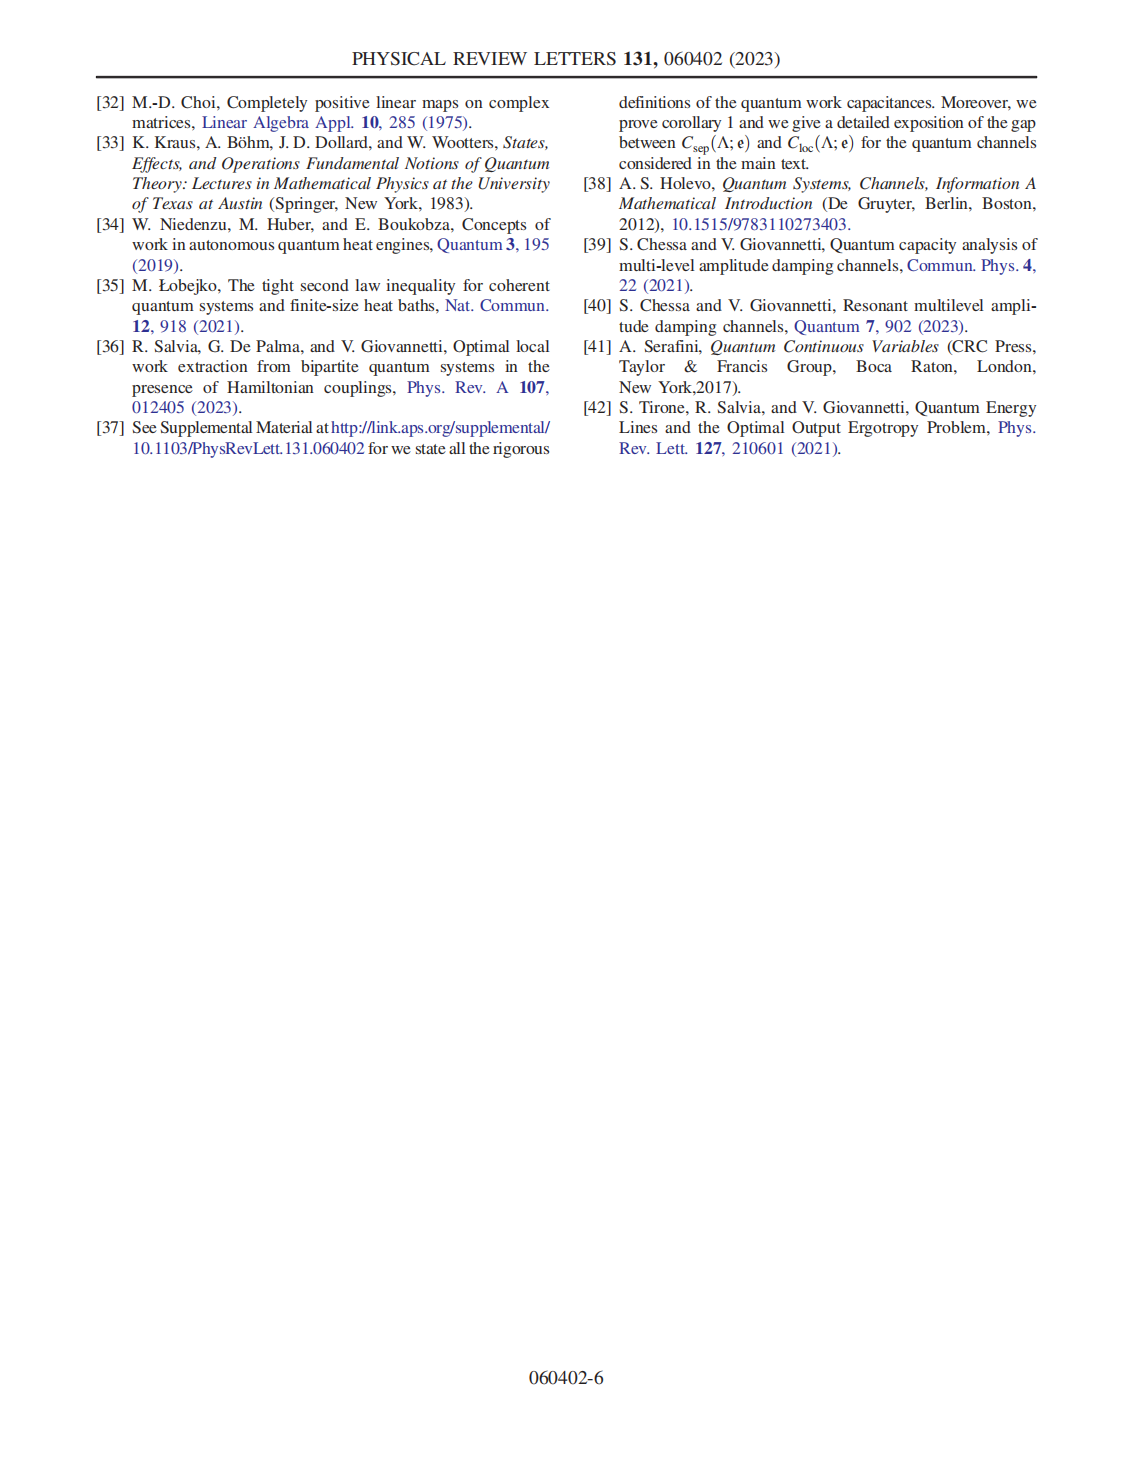 PHYSICAL REVIEW LETTERS 131, 060402 (2023)
[32] M.-D. Choi, Completely positive linear maps on complex
matrices, Linear Algebra Appl. 10, 285 (1975).
[33] K. Kraus, A. Böhm, J. D. Dollard, and W. Wootters, States,
Effects, and Operations Fundamental Notions of Quantum
Theory: Lectures in Mathematical Physics at the University
of Texas at Austin (Springer, New York, 1983).
[34] W. Niedenzu, M. Huber, and E. Boukobza, Concepts of
work in autonomous quantum heat engines, Quantum 3, 195
(2019).
[35] M. Łobejko, The tight second law inequality for coherent
quantum systems and finite-size heat baths, Nat. Commun.
12, 918 (2021).
[36] R. Salvia, G. De Palma, and V. Giovannetti, Optimal local
work extraction from bipartite quantum systems in the
presence of Hamiltonian couplings, Phys. Rev. A 107,
012405 (2023).
[37] See Supplemental Material at http://link.aps.org/supplemental/
10.1103/PhysRevLett.131.060402 for we state all the rigorous
definitions of the quantum work capacitances. Moreover, we
prove corollary 1 and we give a detailed exposition of the gap
between C_sep(Λ; 𝔢) and C_loc(Λ; 𝔢) for the quantum channels
considered in the main text.
[38] A. S. Holevo, Quantum Systems, Channels, Information A
Mathematical Introduction (De Gruyter, Berlin, Boston,
2012), 10.1515/9783110273403.
[39] S. Chessa and V. Giovannetti, Quantum capacity analysis of
multi-level amplitude damping channels, Commun. Phys. 4,
22 (2021).
[40] S. Chessa and V. Giovannetti, Resonant multilevel ampli-
tude damping channels, Quantum 7, 902 (2023).
[41] A. Serafini, Quantum Continuous Variables (CRC Press,
Taylor & Francis Group, Boca Raton, London,
New York,2017).
[42] S. Tirone, R. Salvia, and V. Giovannetti, Quantum Energy
Lines and the Optimal Output Ergotropy Problem, Phys.
Rev. Lett. 127, 210601 (2021).
060402-6